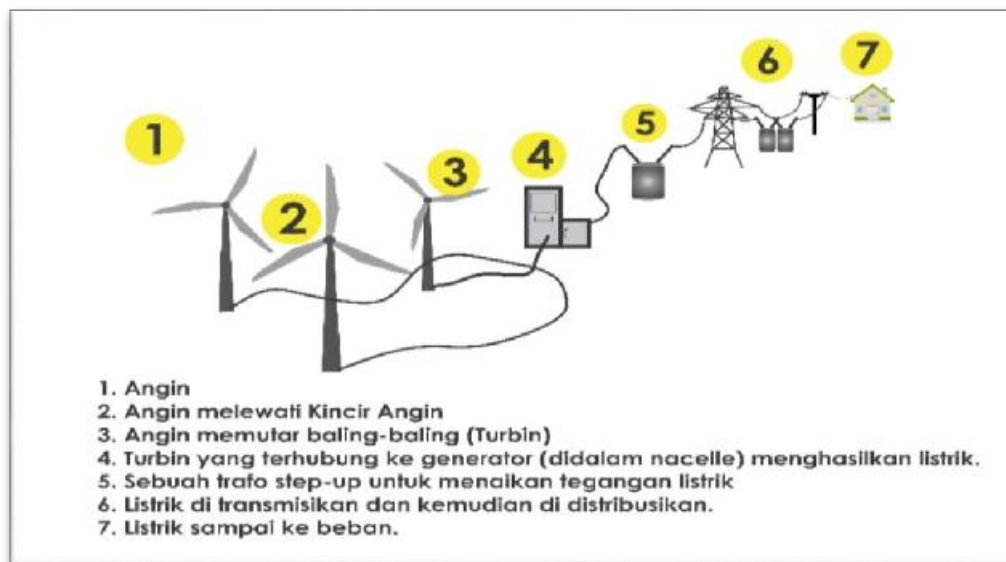 1
2
3
4
5
6
7
1. Angin
2. Angin melewati Kincir Angin
3. Angin memutar baling-baling (Turbin)
4. Turbin yang terhubung ke generator (didalam nacelle) menghasilkan listrik.
5. Sebuah trafo step-up untuk menaikan tegangan listrik
6. Listrik di transmisikan dan kemudian di distribusikan.
7. Listrik sampai ke beban.